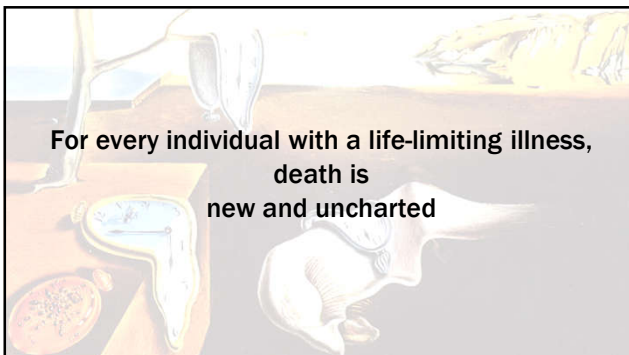 For every individual with a life-limiting illness,
death is
new and uncharted